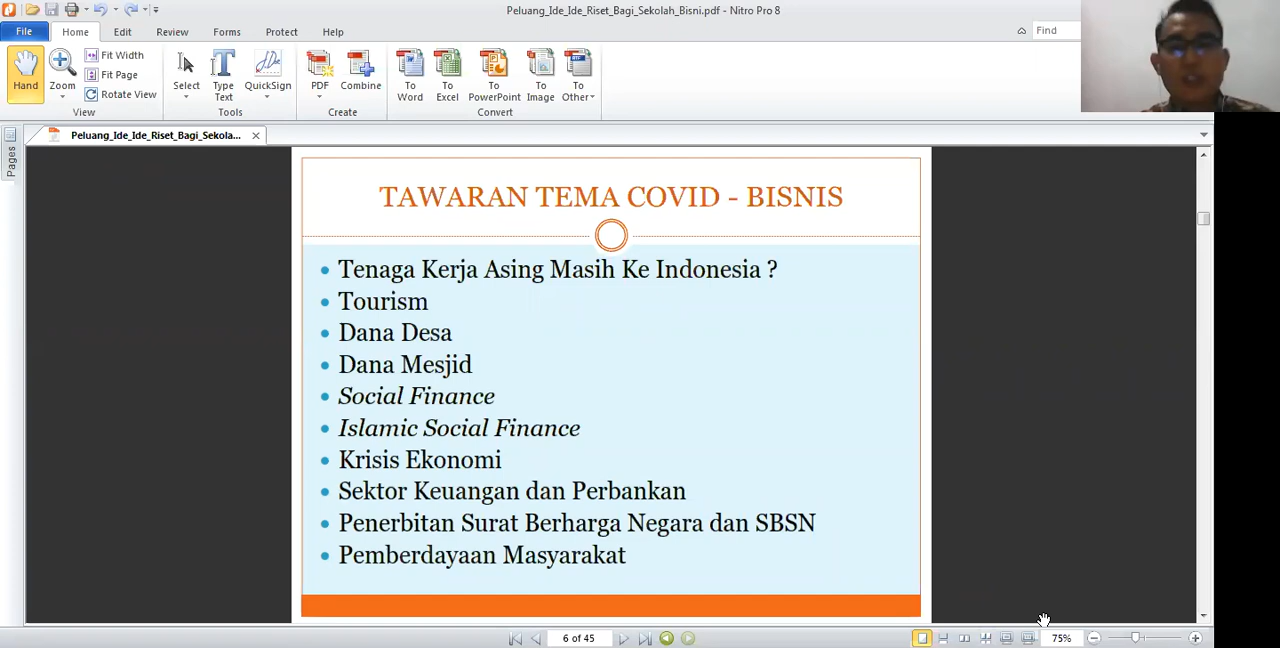 Peluang_Ide_Ide_Riset_Bagi_Sekolah_Bisni.pdf - Nitro Pro 8
File Home Edit Review Forms Protect Help Find
Hand
Zoom
Fit Width
Fit Page
Rotate View
View
Select
Type Text
QuickSign
Tools
PDF
Combine
Create
To Word
To Excel
To PowerPoint
To Image
To Other
Convert
Peluang_Ide_Ide_Riset_Bagi_Sekola...
Pages
TAWARAN TEMA COVID - BISNIS
• Tenaga Kerja Asing Masih Ke Indonesia ?
• Tourism
• Dana Desa
• Dana Mesjid
• Social Finance
• Islamic Social Finance
• Krisis Ekonomi
• Sektor Keuangan dan Perbankan
• Penerbitan Surat Berharga Negara dan SBSN
• Pemberdayaan Masyarakat
6 of 45
75%